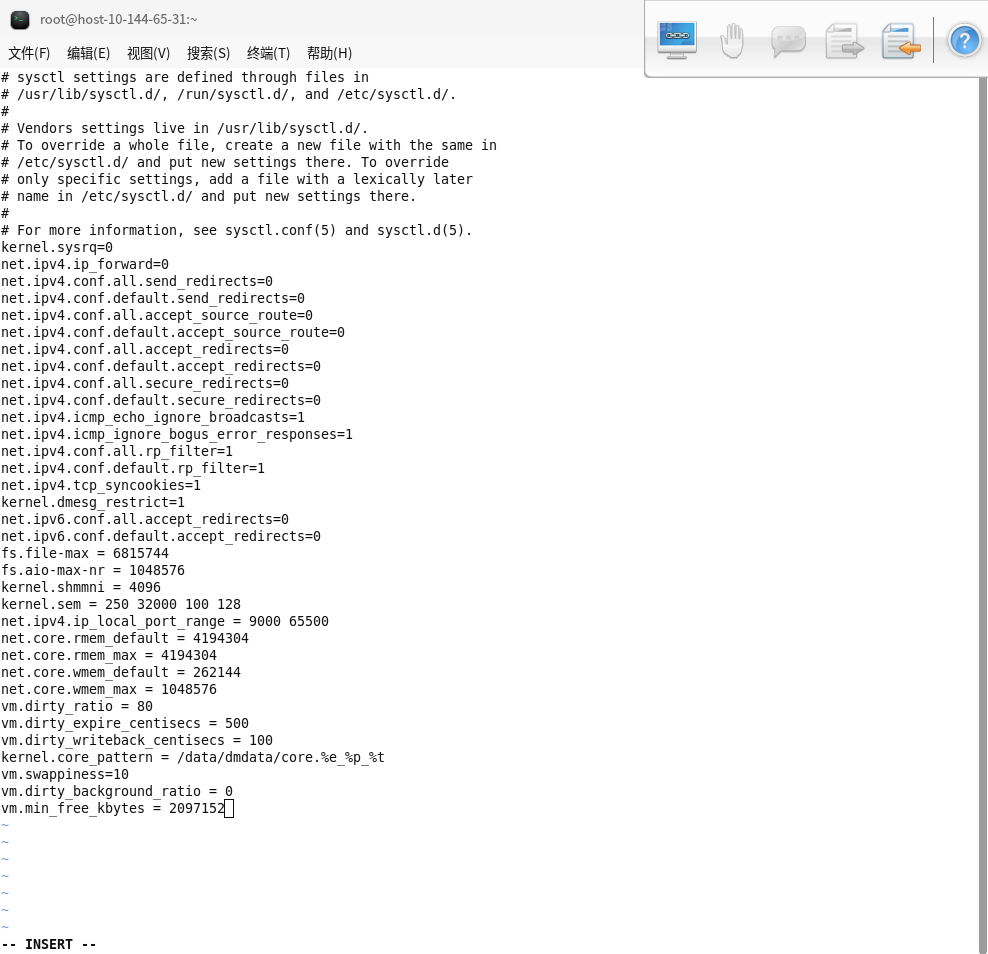 root@host-10-144-65-31:~
文件(F) 编辑(E) 视图(V) 搜索(S) 终端(T) 帮助(H)
# sysctl settings are defined through files in
# /usr/lib/sysctl.d/, /run/sysctl.d/, and /etc/sysctl.d/.
#
# Vendors settings live in /usr/lib/sysctl.d/.
# To override a whole file, create a new file with the same in
# /etc/sysctl.d/ and put new settings there. To override
# only specific settings, add a file with a lexically later
# name in /etc/sysctl.d/ and put new settings there.
#
# For more information, see sysctl.conf(5) and sysctl.d(5).
kernel.sysrq=0
net.ipv4.ip_forward=0
net.ipv4.conf.all.send_redirects=0
net.ipv4.conf.default.send_redirects=0
net.ipv4.conf.all.accept_source_route=0
net.ipv4.conf.default.accept_source_route=0
net.ipv4.conf.all.accept_redirects=0
net.ipv4.conf.default.accept_redirects=0
net.ipv4.conf.all.secure_redirects=0
net.ipv4.conf.default.secure_redirects=0
net.ipv4.icmp_echo_ignore_broadcasts=1
net.ipv4.icmp_ignore_bogus_error_responses=1
net.ipv4.conf.all.rp_filter=1
net.ipv4.conf.default.rp_filter=1
net.ipv4.tcp_syncookies=1
kernel.dmesg_restrict=1
net.ipv6.conf.all.accept_redirects=0
net.ipv6.conf.default.accept_redirects=0
fs.file-max = 6815744
fs.aio-max-nr = 1048576
kernel.shmmni = 4096
kernel.sem = 250 32000 100 128
net.ipv4.ip_local_port_range = 9000 65500
net.core.rmem_default = 4194304
net.core.rmem_max = 4194304
net.core.wmem_default = 262144
net.core.wmem_max = 1048576
vm.dirty_ratio = 80
vm.dirty_expire_centisecs = 500
vm.dirty_writeback_centisecs = 100
kernel.core_pattern = /data/dmdata/core.%e_%p_%t
vm.swappiness=10
vm.dirty_background_ratio = 0
vm.min_free_kbytes = 2097152
~
~
~
~
~
~
~
-- INSERT --